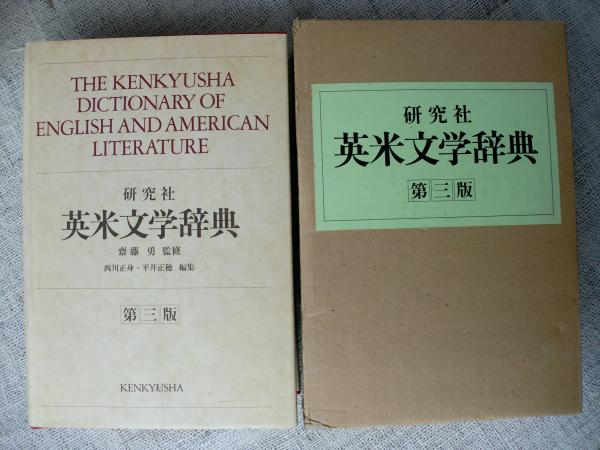 THE KENKYUSHA
DICTIONARY OF
ENGLISH AND AMERICAN
LITERATURE
研究社
英米文学辞典
齋藤 勇 監修
西川正身・平井正穂 編集
第三版
KENKYUSHA
研究社
英米文学辞典
第三版